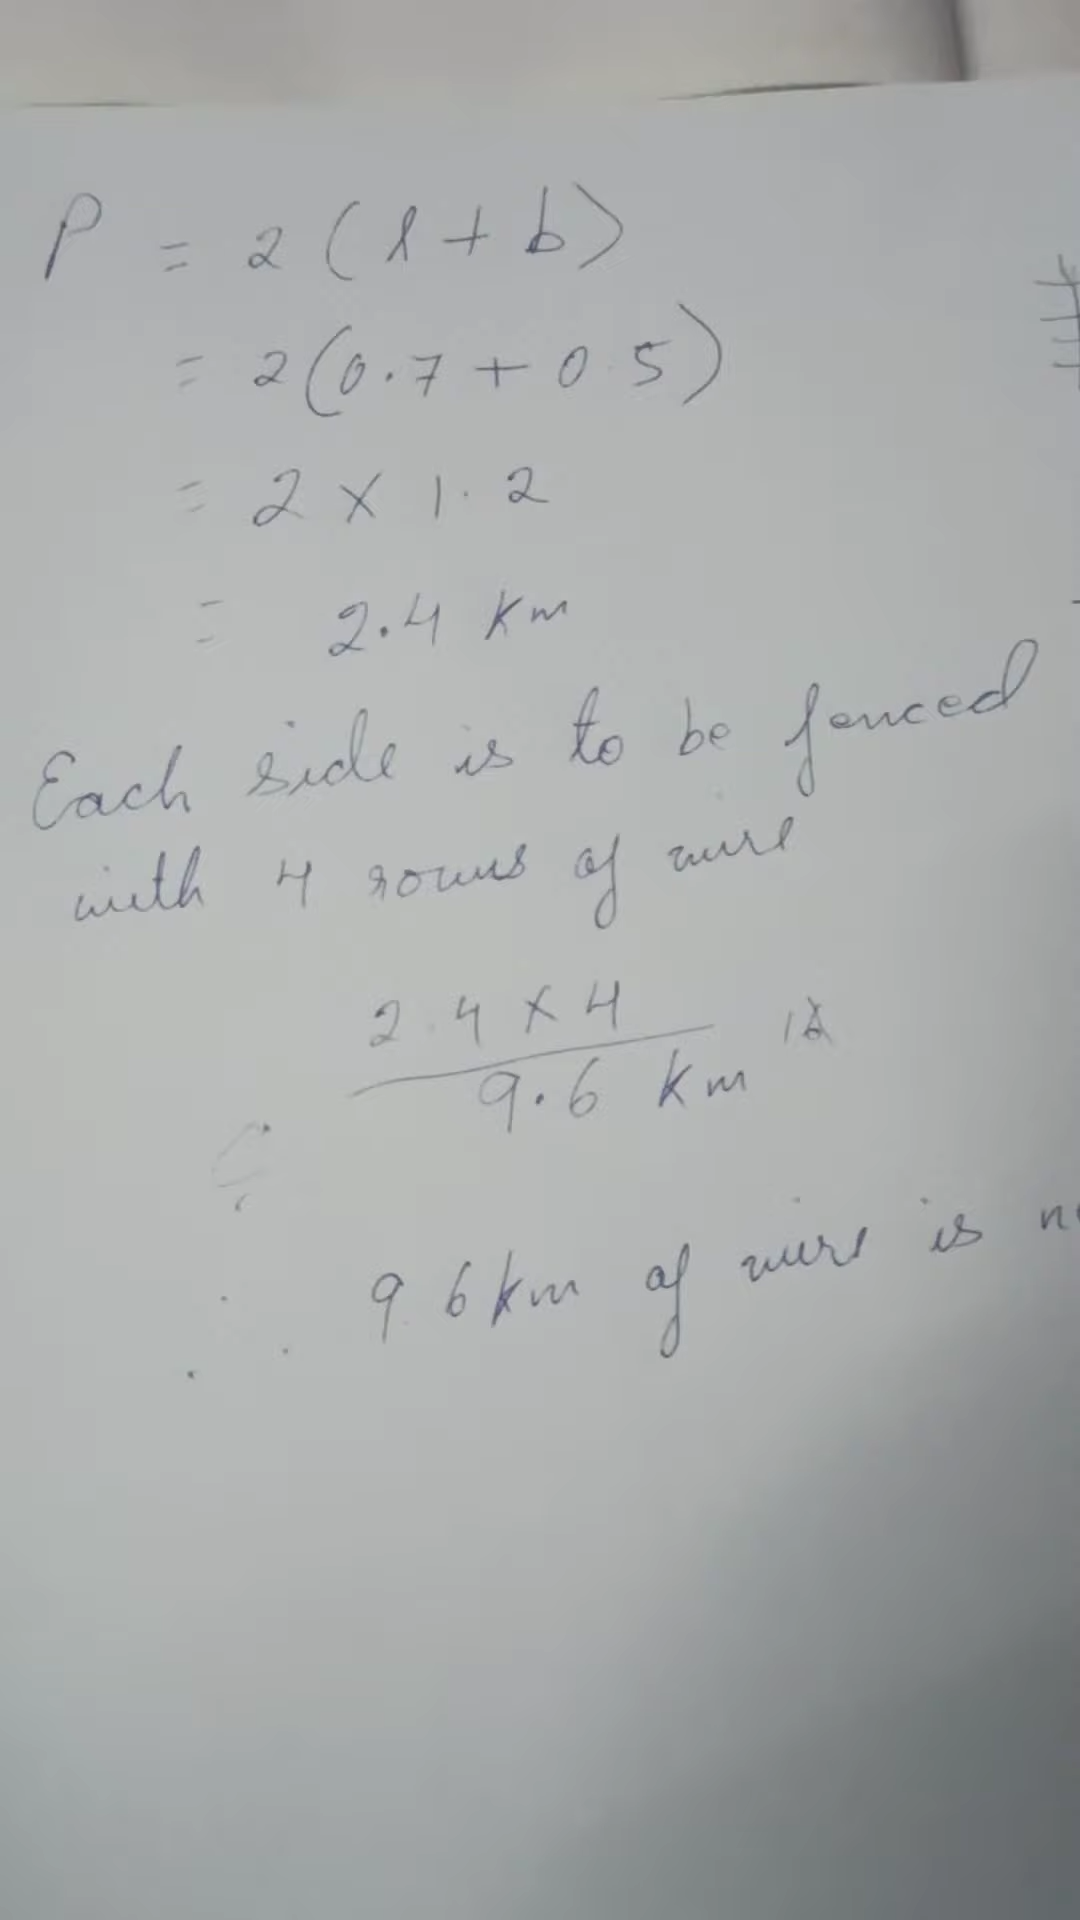 P = 2 ( l + b )
= 2 ( 0.7 + 0.5 )
= 2 x 1.2
= 2.4 km
Each side is to be fenced
with 4 rows of wire
2.4 x 4
9.6 km
∴ 9.6 km of wire is